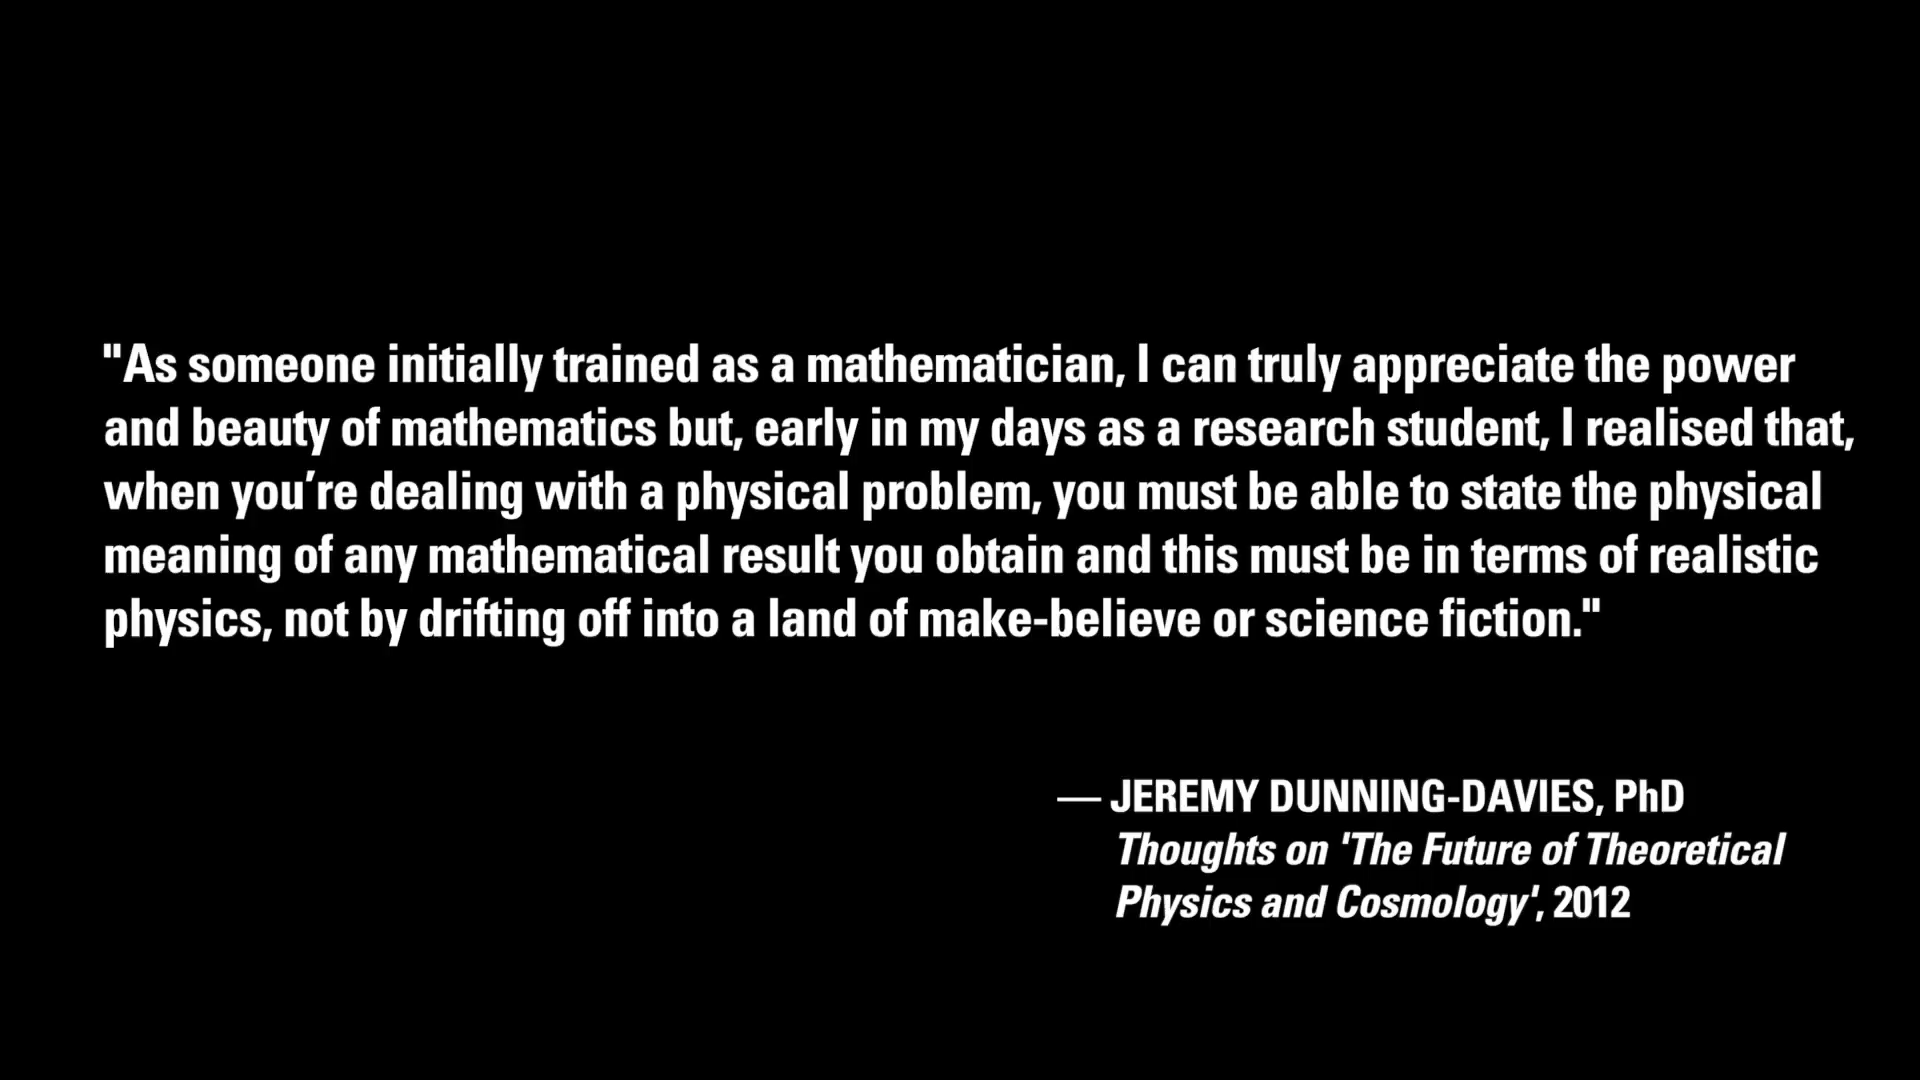 "As someone initially trained as a mathematician, I can truly appreciate the power
and beauty of mathematics but, early in my days as a research student, I realised that,
when you’re dealing with a physical problem, you must be able to state the physical
meaning of any mathematical result you obtain and this must be in terms of realistic
physics, not by drifting off into a land of make-believe or science fiction."
— JEREMY DUNNING-DAVIES, PhD
Thoughts on 'The Future of Theoretical
Physics and Cosmology', 2012